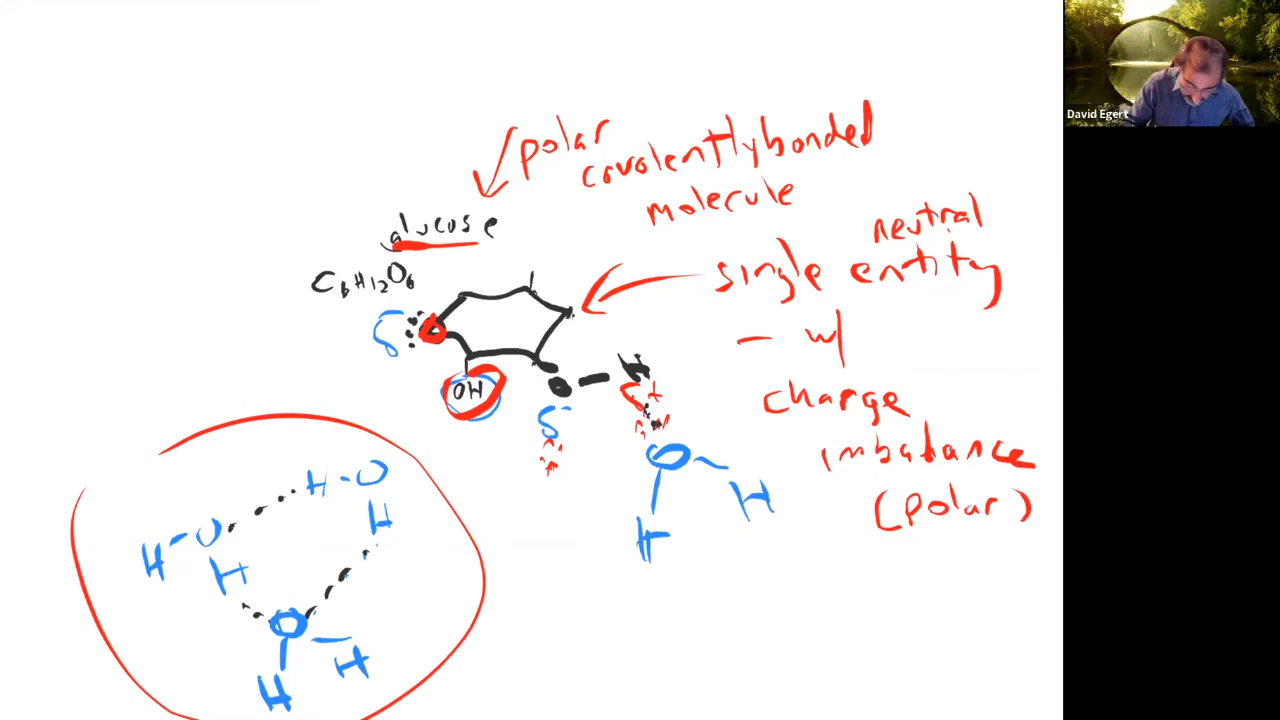 polar
covalently bonded
molecule
glucose
C6H12O6
neutral
single entity
- w/
charge
imbalance
(polar)
δ-
O
OH
O
H
δ-
δ+
O
H
H
H-O
H
H-O
H
O
H
H
David Egert